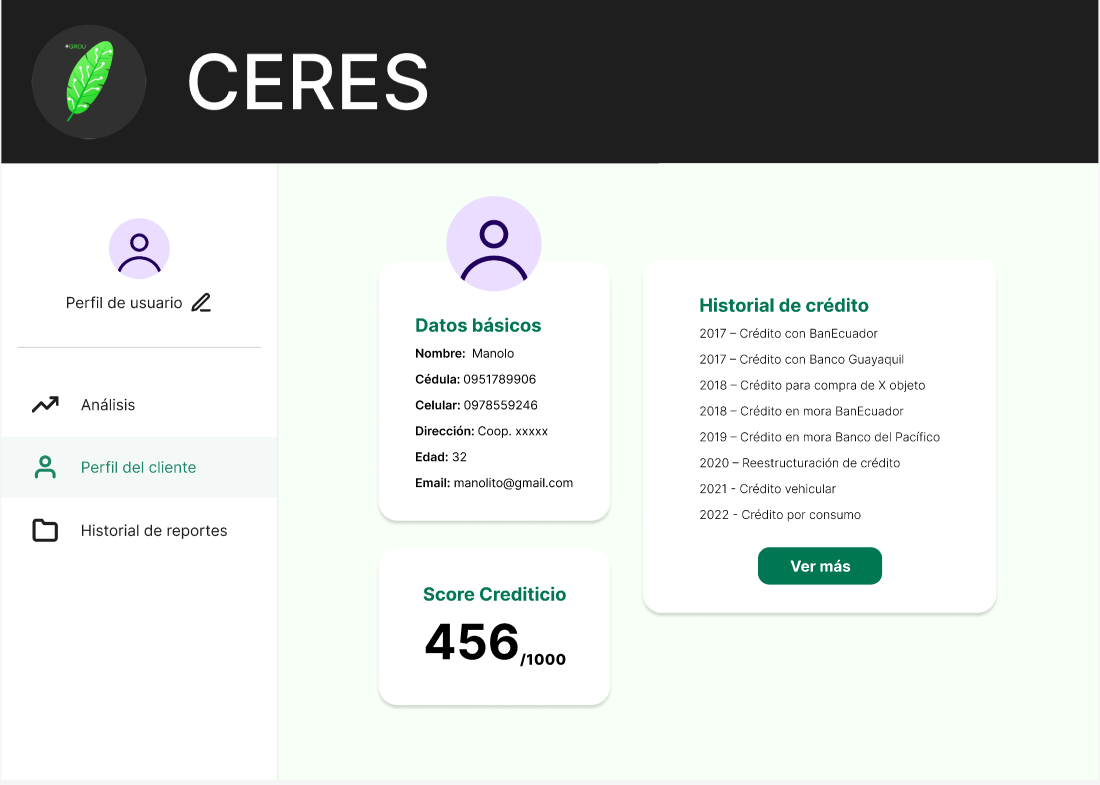 +GROU
CERES
Perfil de usuario
Análisis
Perfil del cliente
Historial de reportes
Datos básicos
Nombre: Manolo
Cédula: 0951789906
Celular: 0978559246
Dirección: Coop. xxxxx
Edad: 32
Email: manolito@gmail.com
Score Crediticio
456/1000
Historial de crédito
2017 – Crédito con BanEcuador
2017 – Crédito con Banco Guayaquil
2018 – Crédito para compra de X objeto
2018 – Crédito en mora BanEcuador
2019 – Crédito en mora Banco del Pacífico
2020 – Reestructuración de crédito
2021 - Crédito vehicular
2022 - Crédito por consumo
Ver más